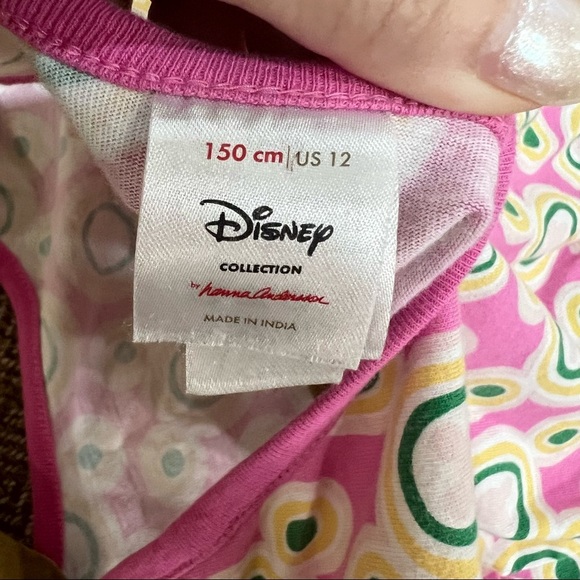 150 cm | US 12
Disney
COLLECTION
by hanna andersson
MADE IN INDIA